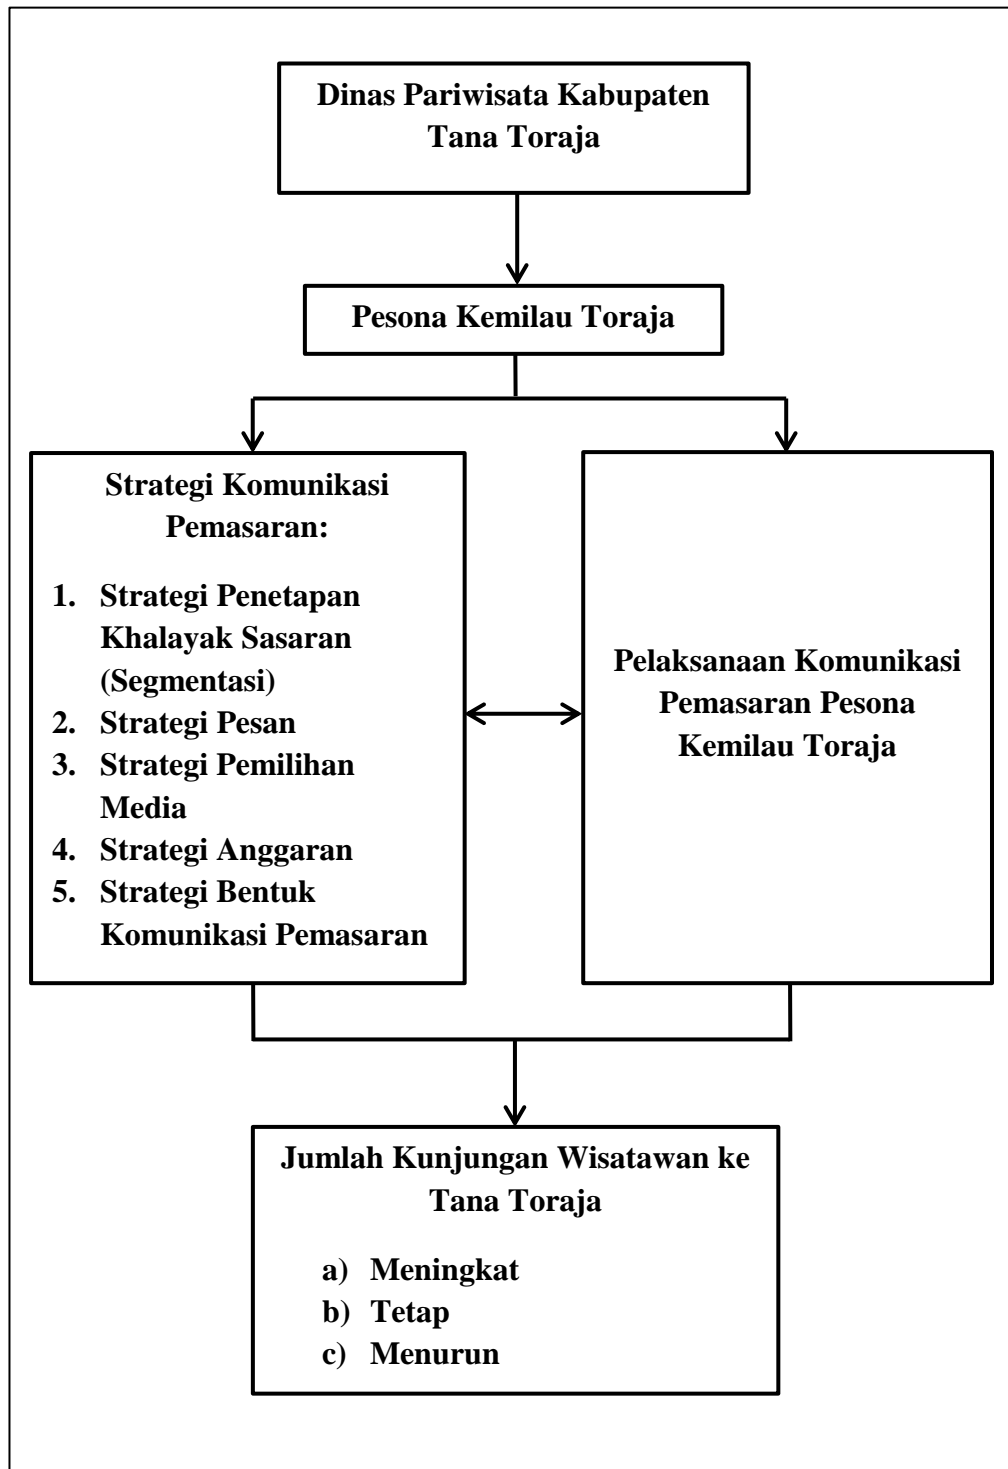 Dinas Pariwisata Kabupaten
Tana Toraja
Pesona Kemilau Toraja
Strategi Komunikasi
Pemasaran:
1. Strategi Penetapan
Khalayak Sasaran
(Segmentasi)
2. Strategi Pesan
3. Strategi Pemilihan
Media
4. Strategi Anggaran
5. Strategi Bentuk
Komunikasi Pemasaran
Pelaksanaan Komunikasi
Pemasaran Pesona
Kemilau Toraja
Jumlah Kunjungan Wisatawan ke
Tana Toraja
a) Meningkat
b) Tetap
c) Menurun